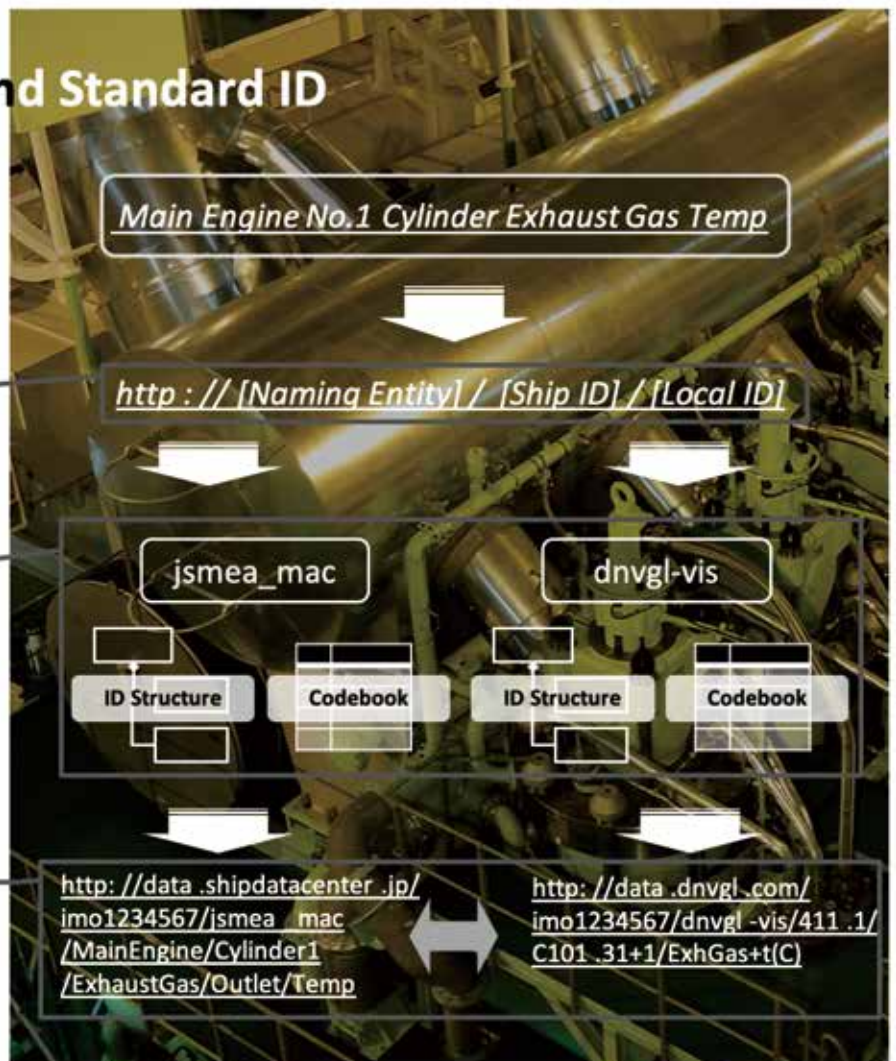 nd Standard ID
Main Engine No.1 Cylinder Exhaust Gas Temp
http : // [Naming Entity] / [Ship ID] / [Local ID]
jsmea_mac
dnvgl-vis
ID Structure
Codebook
ID Structure
Codebook
http: //data .shipdatacenter .jp/
imo1234567/jsmea _mac
/MainEngine/Cylinder1
/ExhaustGas/Outlet/Temp
http: //data .dnvgl .com/
imo1234567/dnvgl -vis/411 .1/
C101 .31+1/ExhGas+t(C)